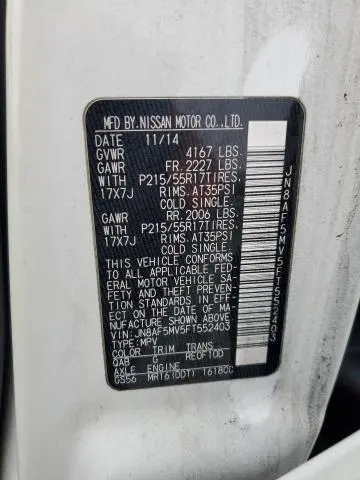 MFD BY. NISSAN MOTOR CO., LTD.
DATE 11/14
GVWR 4167 LBS.
GAWR FR. 2227 LBS.
WITH P215/55R17TIRES,
17X7J RIMS. AT35PSI
COLD SINGLE.
GAWR RR. 2006 LBS.
WITH P215/55R17TIRES,
17X7J RIMS. AT35PSI
COLD SINGLE.
THIS VEHICLE CONFORMS
TO ALL APPLICABLE FED-
ERAL MOTOR VEHICLE SA-
FETY AND THEFT PREVEN-
TION STANDARDS IN EFF-
ECT ON THE DATE OF MA-
NUFACTURE SHOWN ABOVE.
VIN: JN8AF5MV5FT552403
TYPE: MPV
COLOR TRIM TRANS
QAB G RE0F10D
AXLE ENGINE
GS56 MR16(DDT) 1618CC
JN8AF5MV5FT552403